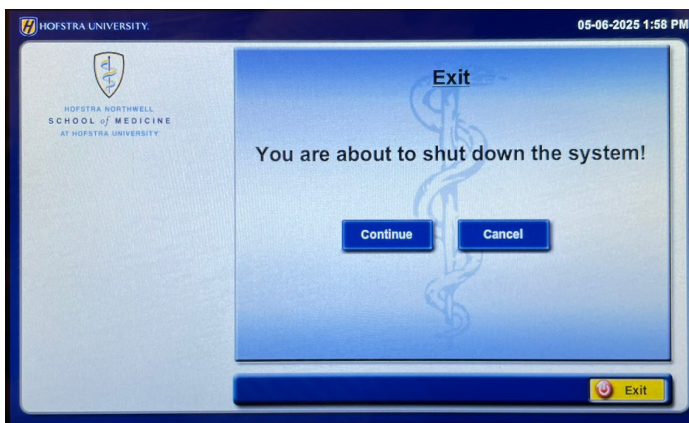 HOFSTRA UNIVERSITY.
05-06-2025 1:58 PM
HOFSTRA NORTHWELL
SCHOOL of MEDICINE
AT HOFSTRA UNIVERSITY
Exit
You are about to shut down the system!
Continue
Cancel
Exit